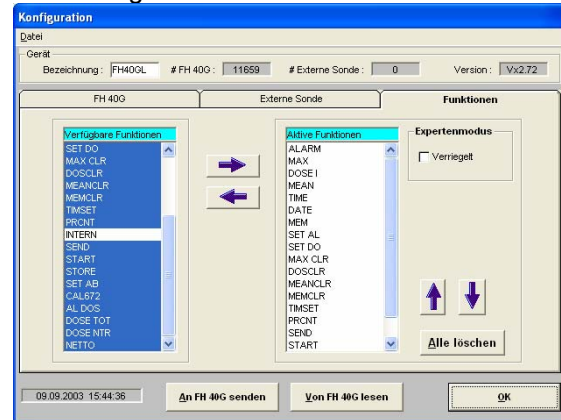 Konfiguration
Datei
Gerät
Bezeichnung : FH40GL # FH 40G : 11659 # Externe Sonde : 0 Version : Vx2.72
FH 40G Externe Sonde Funktionen
Verfügbare Funktionen
SET DO
MAX CLR
DOSCLR
MEANCLR
MEMCLR
TIMSET
PRCNT
INTERN
SEND
START
STORE
SET AB
CAL672
AL DOS
DOSE TOT
DOSE NTR
NETTO
Aktive Funktionen
ALARM
MAX
DOSE I
MEAN
TIME
DATE
MEM
SET AL
SET DO
MAX CLR
DOSCLR
MEANCLR
MEMCLR
TIMSET
PRCNT
SEND
START
Expertenmodus
Verriegelt
Alle löschen
09.09.2003 15:44:36 An FH 40G senden Von FH 40G lesen OK